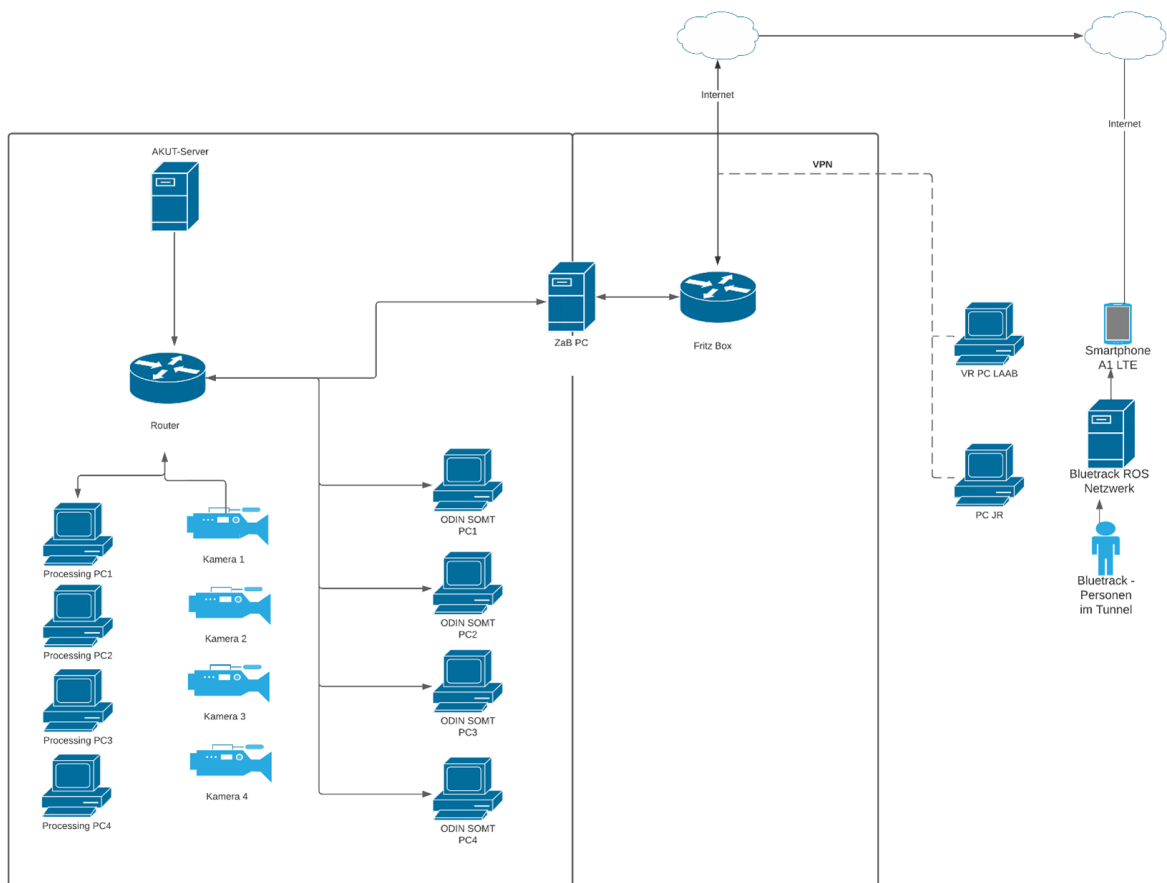 Internet
Internet
AKUT-Server
VPN
ZaB PC
Fritz Box
VR PC LAAB
Smartphone
A1 LTE
Router
Bluetrack ROS
Netzwerk
PC JR
ODIN SOMT
PC1
Kamera 1
Processing PC1
Bluetrack -
Personen
im Tunnel
ODIN SOMT
PC2
Kamera 2
Processing PC2
ODIN SOMT
PC3
Kamera 3
Processing PC3
Kamera 4
Processing PC4
ODIN SOMT
PC4